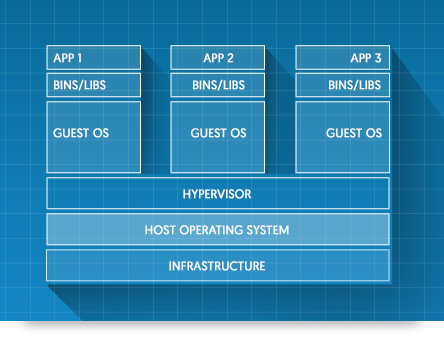 APP 1 APP 2 APP 3
BINS/LIBS BINS/LIBS BINS/LIBS
GUEST OS GUEST OS GUEST OS
HYPERVISOR
HOST OPERATING SYSTEM
INFRASTRUCTURE